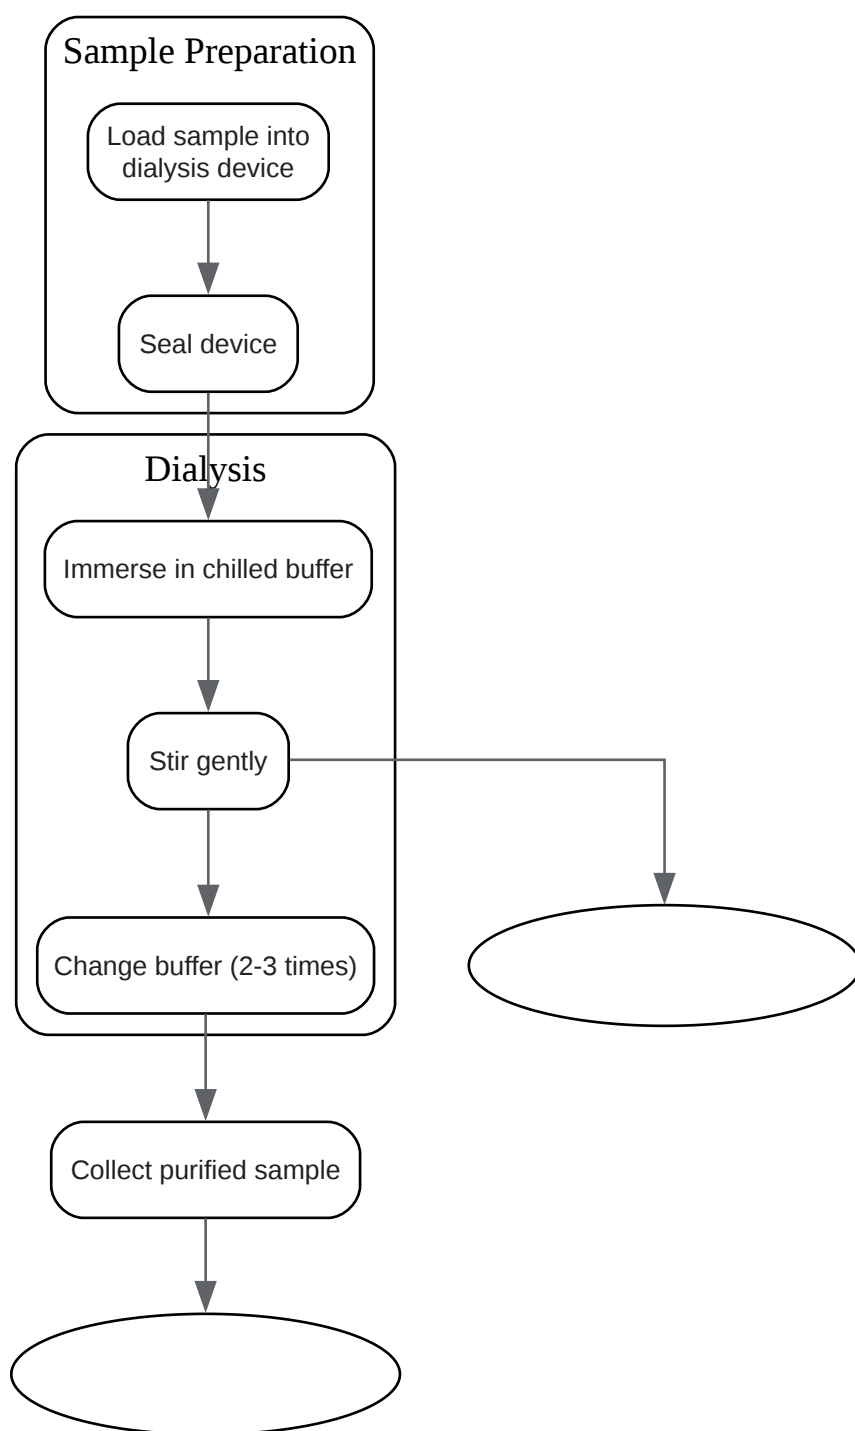 Sample Preparation
Load sample into
dialysis device
Seal device
Dialysis
Immerse in chilled buffer
Stir gently
Change buffer (2-3 times)
Collect purified sample